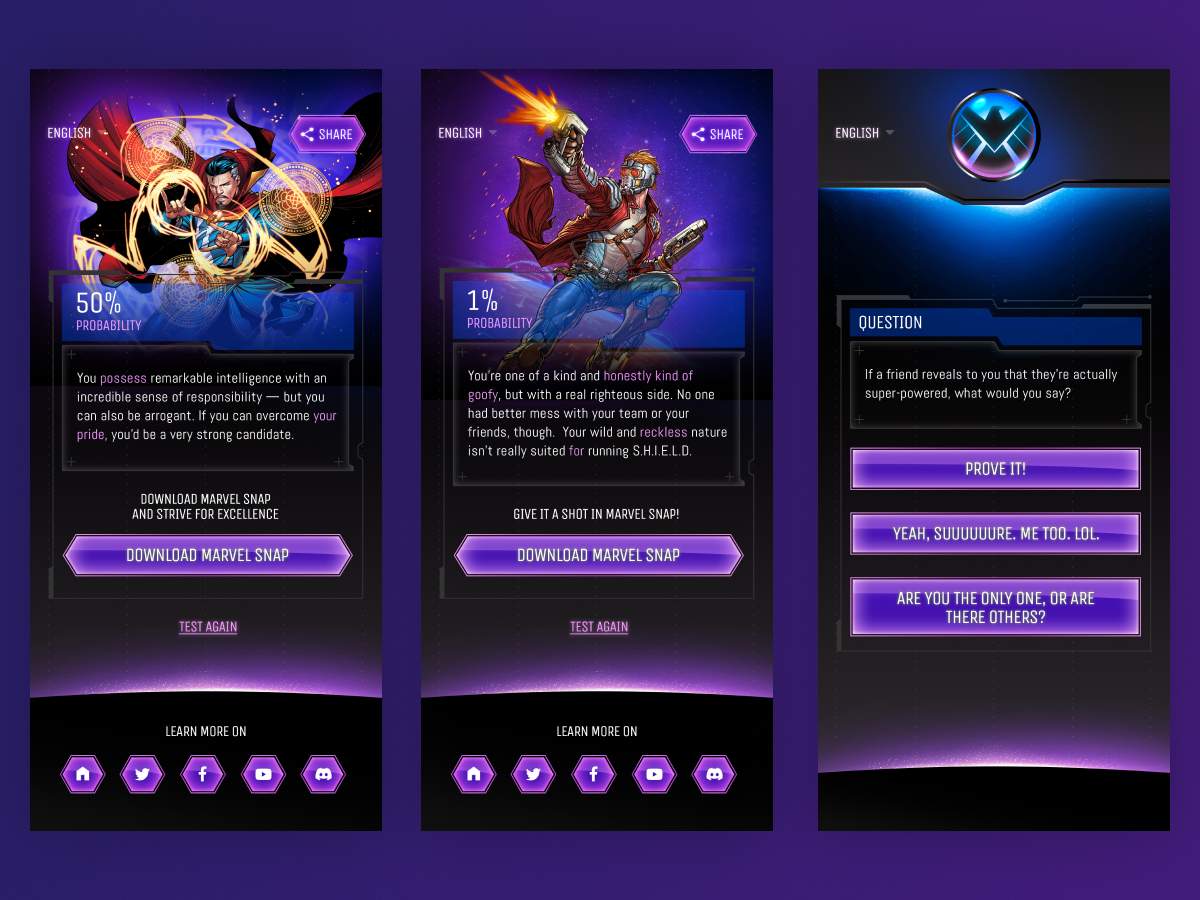 ENGLISH
SHARE
50%
PROBABILITY
You possess remarkable intelligence with an
incredible sense of responsibility — but you
can also be arrogant. If you can overcome your
pride, you'd be a very strong candidate.
DOWNLOAD MARVEL SNAP
AND STRIVE FOR EXCELLENCE
DOWNLOAD MARVEL SNAP
TEST AGAIN
LEARN MORE ON
ENGLISH
SHARE
1%
PROBABILITY
You're one of a kind and honestly kind of
goofy, but with a real righteous side. No one
had better mess with your team or your
friends, though.  Your wild and reckless nature
isn't really suited for running S.H.I.E.L.D.
GIVE IT A SHOT IN MARVEL SNAP!
DOWNLOAD MARVEL SNAP
TEST AGAIN
LEARN MORE ON
ENGLISH
QUESTION
If a friend reveals to you that they're actually
super-powered, what would you say?
PROVE IT!
YEAH, SUUUUUURE. ME TOO. LOL.
ARE YOU THE ONLY ONE, OR ARE
THERE OTHERS?